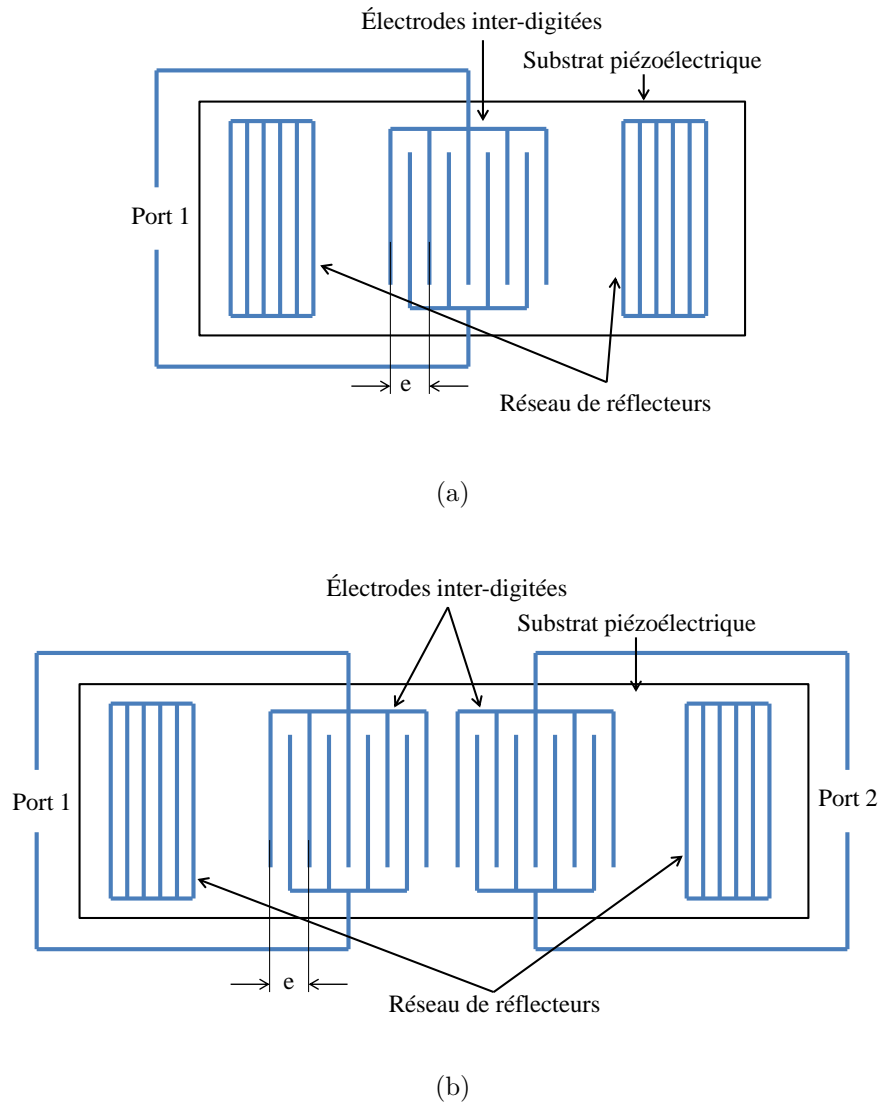 Électrodes inter-digitées
Substrat piézoélectrique
Port 1
e
Réseau de réflecteurs
(a)
Électrodes inter-digitées
Substrat piézoélectrique
Port 1
Port 2
e
Réseau de réflecteurs
(b)